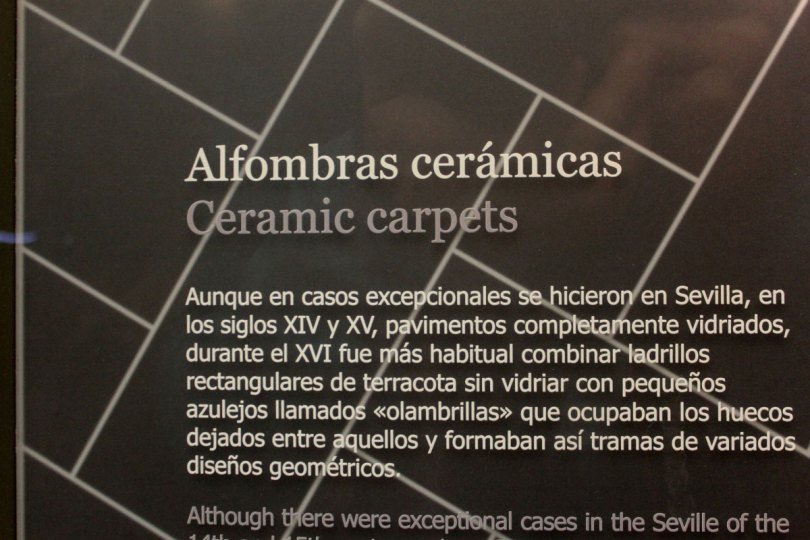 Alfombras cerámicas
Ceramic carpets
Aunque en casos excepcionales se hicieron en Sevilla, en
los siglos XIV y XV, pavimentos completamente vidriados,
durante el XVI fue más habitual combinar ladrillos
rectangulares de terracota sin vidriar con pequeños
azulejos llamados «olambrillas» que ocupaban los huecos
dejados entre aquellos y formaban así tramas de variados
diseños geométricos.
Although there were exceptional cases in the Seville of the